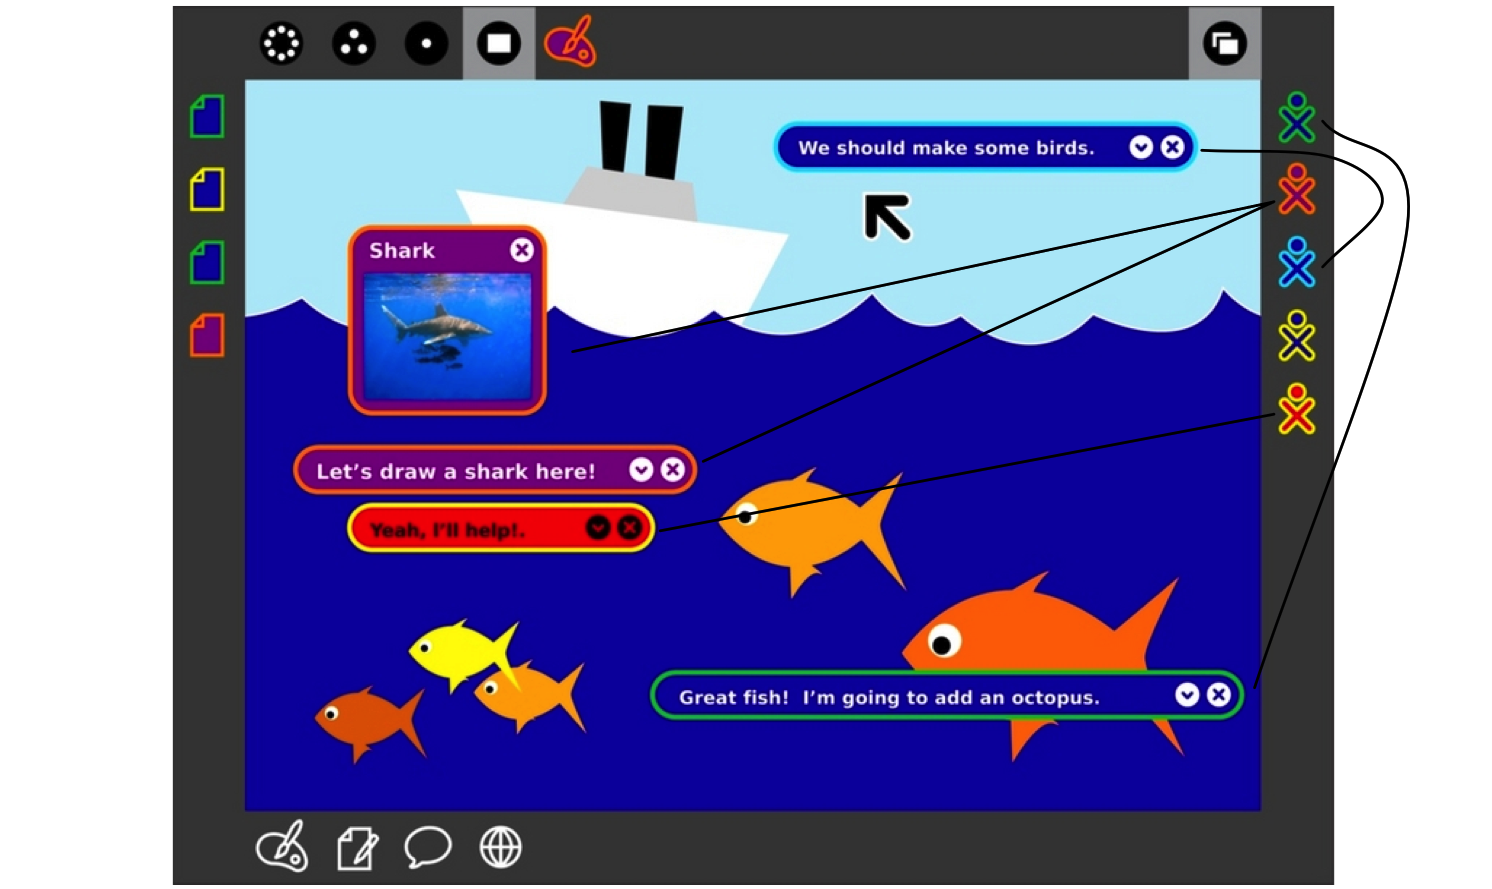 We should make some birds.
Shark
Let’s draw a shark here!
Yeah, I’ll help!.
Great fish!  I’m going to add an octopus.